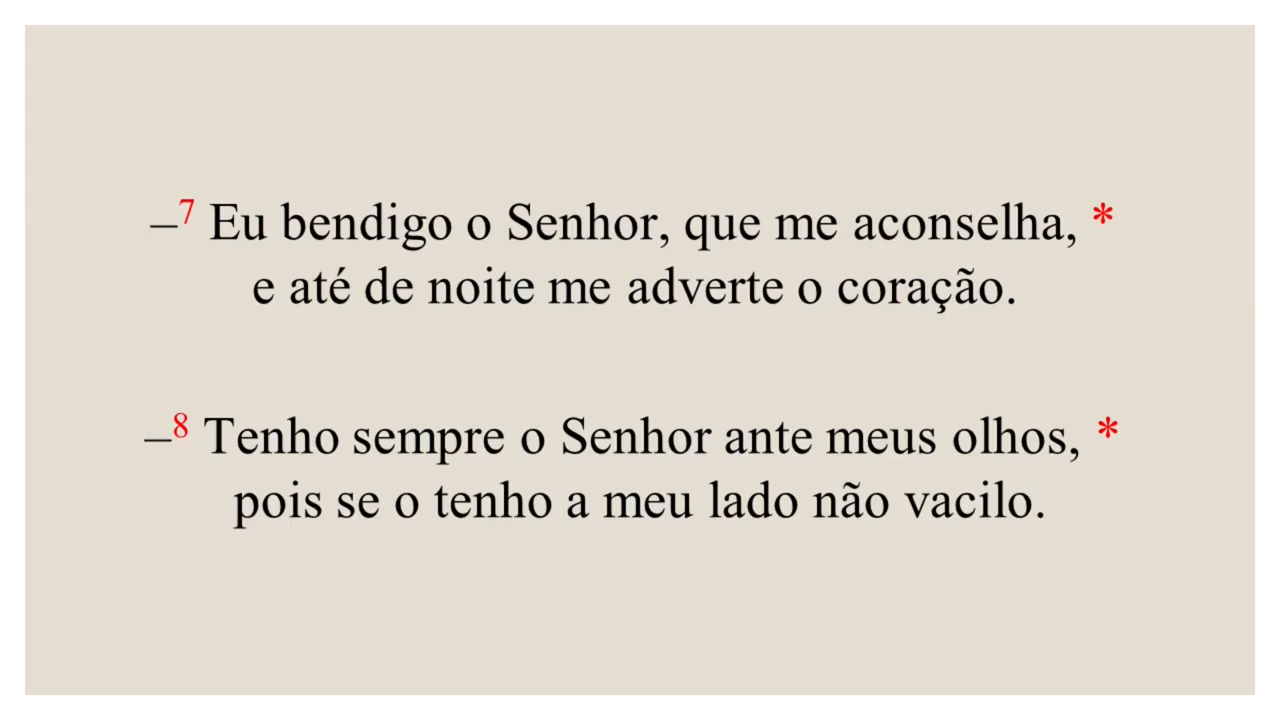 –⁷ Eu bendigo o Senhor, que me aconselha, *
e até de noite me adverte o coração.
–⁸ Tenho sempre o Senhor ante meus olhos, *
pois se o tenho a meu lado não vacilo.